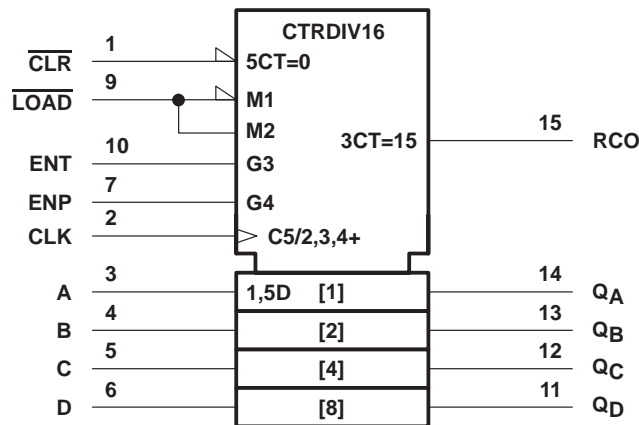 CTRDIV16
CLR 1 5CT=0
LOAD 9 M1
M2
3CT=15 15 RCO
ENT 10 G3
ENP 7 G4
CLK 2 C5/2,3,4+
A 3 1,5D [1] 14 QA
B 4 [2] 13 QB
C 5 [4] 12 QC
D 6 [8] 11 QD